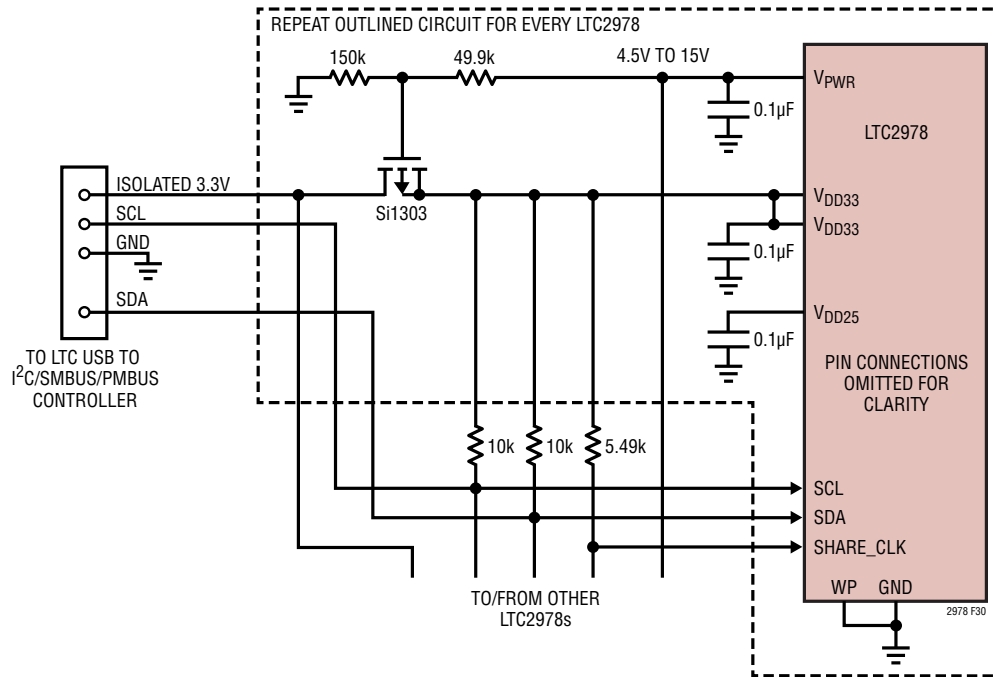 REPEAT OUTLINED CIRCUIT FOR EVERY LTC2978
150k
49.9k
4.5V TO 15V
VPWR
0.1µF
LTC2978
Si1303
ISOLATED 3.3V
SCL
GND
SDA
TO LTC USB TO
I2C/SMBUS/PMBUS
CONTROLLER
VDD33
VDD33
0.1µF
VDD25
0.1µF
PIN CONNECTIONS
OMITTED FOR
CLARITY
10k
10k
5.49k
SCL
SDA
SHARE_CLK
WP
GND
TO/FROM OTHER
LTC2978s
2978 F30